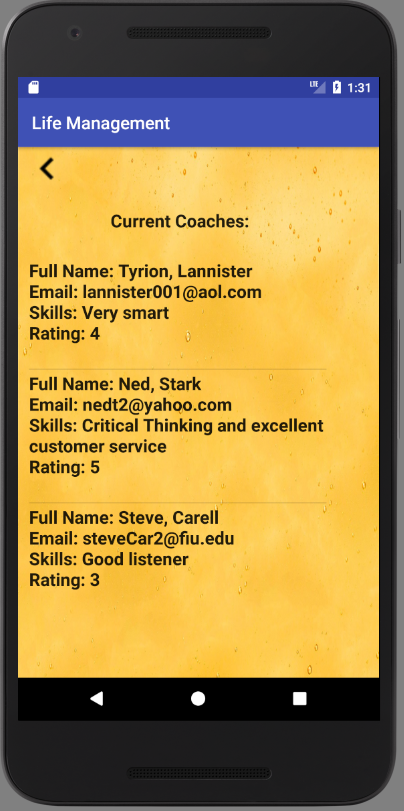 LTE 1:31
Life Management
Current Coaches:
Full Name: Tyrion, Lannister
Email: lannister001@aol.com
Skills: Very smart
Rating: 4
Full Name: Ned, Stark
Email: nedt2@yahoo.com
Skills: Critical Thinking and excellent
customer service
Rating: 5
Full Name: Steve, Carell
Email: steveCar2@fiu.edu
Skills: Good listener
Rating: 3